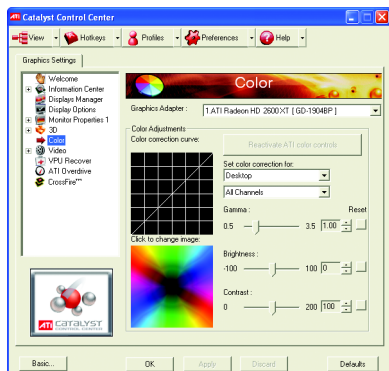 ATI Catalyst Control Center
View Hotkeys Profiles Preferences Help
Graphics Settings
Welcome
Information Center
Displays Manager
Display Options
Monitor Properties 1
3D
Color
Video
VPU Recover
ATI Overdrive
CrossFire™
ATI CATALYST
CONTROL CENTER
Color
Graphics Adapter :
1 ATI Radeon HD 2600 XT [ GD-1904BP ]
Color Adjustments
Color correction curve:
Reactivate ATI color controls
Set color correction for:
Desktop
All Channels
Gamma : Reset
0.5 3.5 1.00
Click to change image:
Brightness :
-100 100 0
Contrast :
0 200 100
Basic... OK Apply Discard Defaults